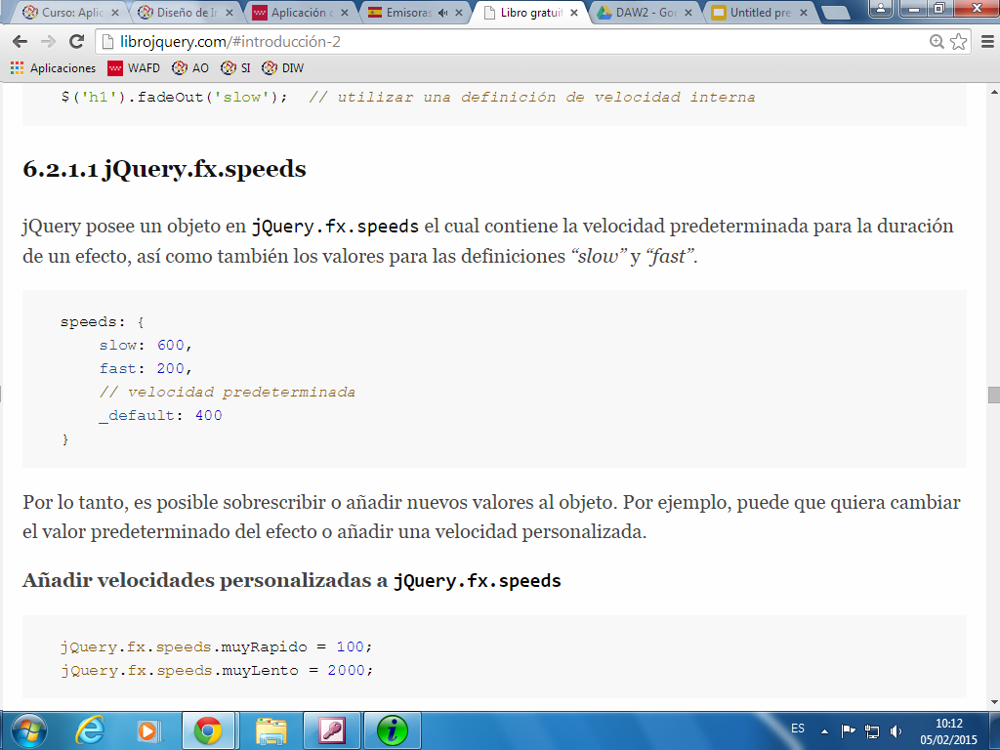 Curso: Aplic
Diseño de In
Aplicación d
Emisoras
Libro gratui
DAW2 - Goo
Untitled pre
librojquery.com/#introducción-2
Aplicaciones WAFD AO SI DIW
$('h1').fadeOut('slow'); // utilizar una definición de velocidad interna
6.2.1.1 jQuery.fx.speeds
jQuery posee un objeto en jQuery.fx.speeds el cual contiene la velocidad predeterminada para la duración
de un efecto, así como también los valores para las definiciones “slow” y “fast”.
speeds: {
slow: 600,
fast: 200,
// velocidad predeterminada
_default: 400
}
Por lo tanto, es posible sobrescribir o añadir nuevos valores al objeto. Por ejemplo, puede que quiera cambiar
el valor predeterminado del efecto o añadir una velocidad personalizada.
Añadir velocidades personalizadas a jQuery.fx.speeds
jQuery.fx.speeds.muyRapido = 100;
jQuery.fx.speeds.muyLento = 2000;
ES
10:12
05/02/2015